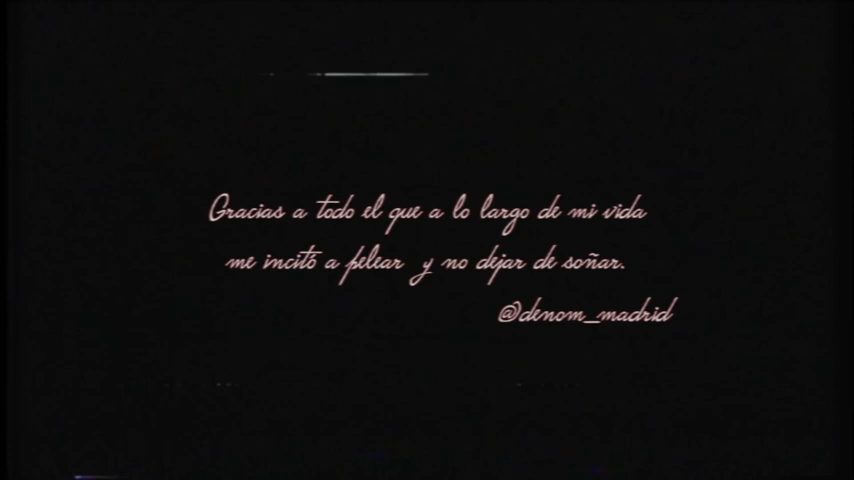 Gracias a todo el que a lo largo de mi vida
me incitó a pelear y no dejar de soñar.
@denom_madrid